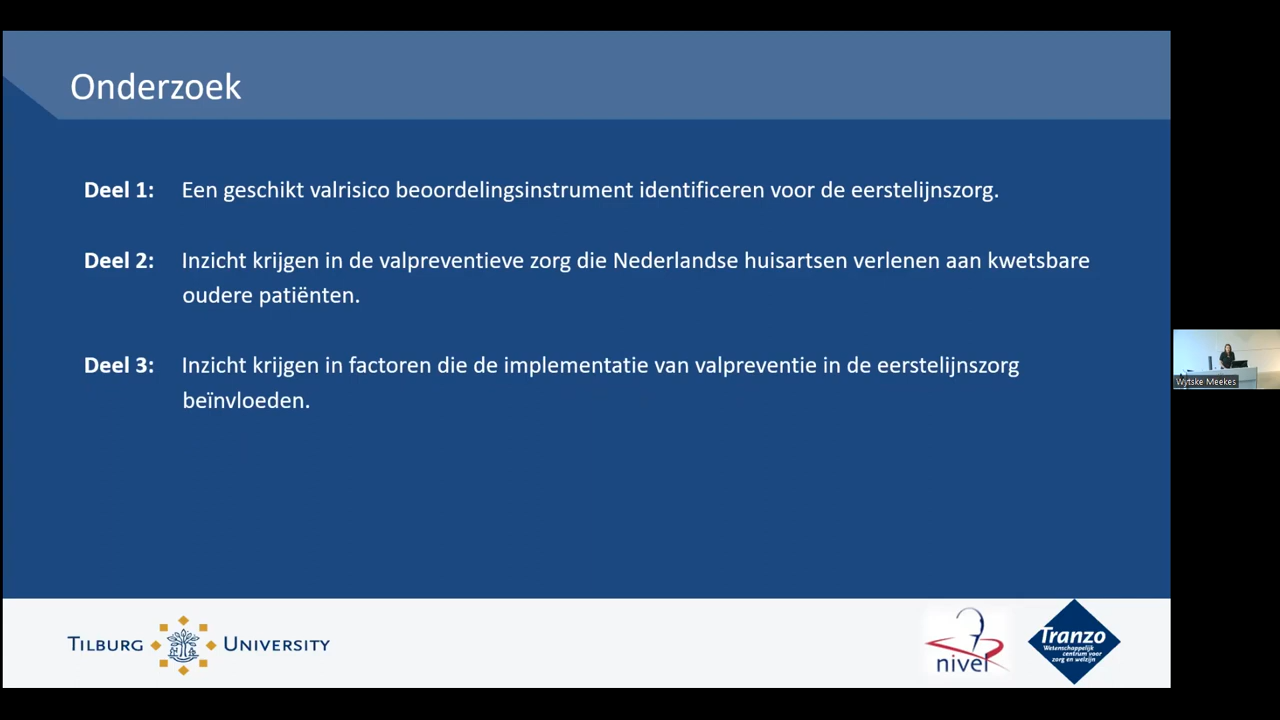 Onderzoek
Deel 1: Een geschikt valrisico beoordelingsinstrument identificeren voor de eerstelijnszorg.
Deel 2: Inzicht krijgen in de valpreventieve zorg die Nederlandse huisartsen verlenen aan kwetsbare
oudere patiënten.
Deel 3: Inzicht krijgen in factoren die de implementatie van valpreventie in de eerstelijnszorg
beïnvloeden.
Wytske Meekes
TILBURG UNIVERSITY
nivel
Tranzo
Wetenschappelijk
centrum voor
zorg en welzijn